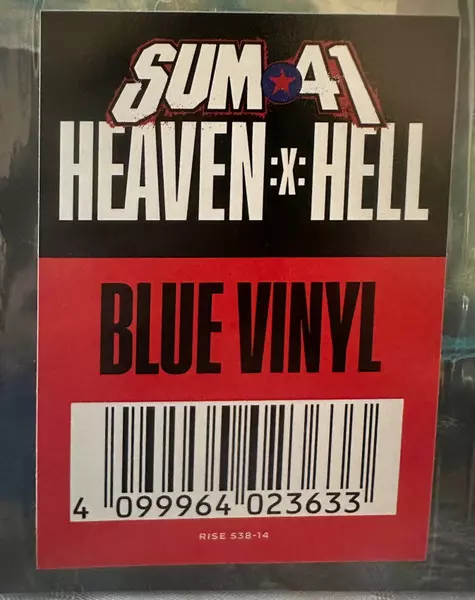 SUM 41
HEAVEN :X: HELL
BLUE VINYL
4 099964 023633
RISE 538-14